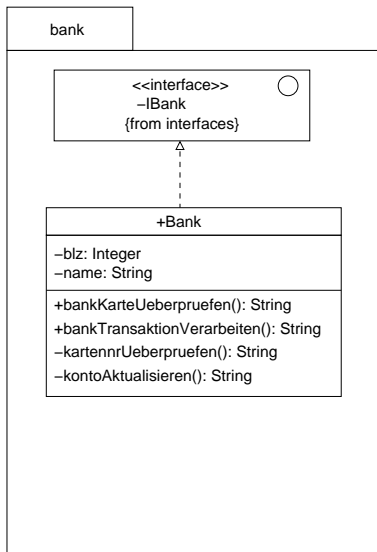 bank
<<interface>>
–IBank
{from interfaces}
+Bank
–blz: Integer
–name: String
+bankKarteUeberpruefen(): String
+bankTransaktionVerarbeiten(): String
–kartennrUeberpruefen(): String
–kontoAktualisieren(): String